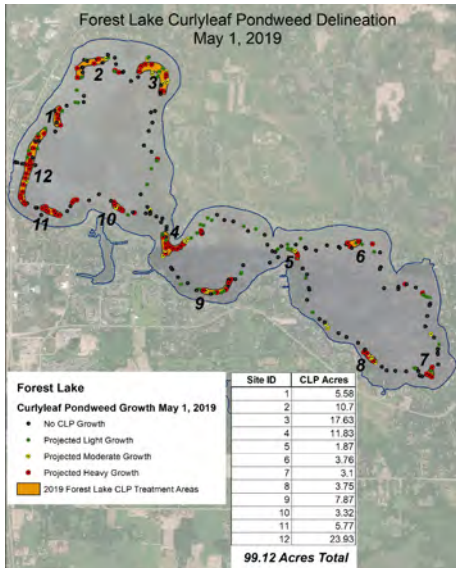 Forest Lake Curlyleaf Pondweed Delineation
May 1, 2019
2
3
1
12
11
10
4
9
5
6
8
7
Forest Lake
Curlyleaf Pondweed Growth May 1, 2019
No CLP Growth
Projected Light Growth
Projected Moderate Growth
Projected Heavy Growth
2019 Forest Lake CLP Treatment Areas
Site ID CLP Acres
1 5.58
2 10.7
3 17.63
4 11.83
5 1.87
6 3.76
7 3.1
8 3.75
9 7.87
10 3.32
11 5.77
12 23.93
99.12 Acres Total